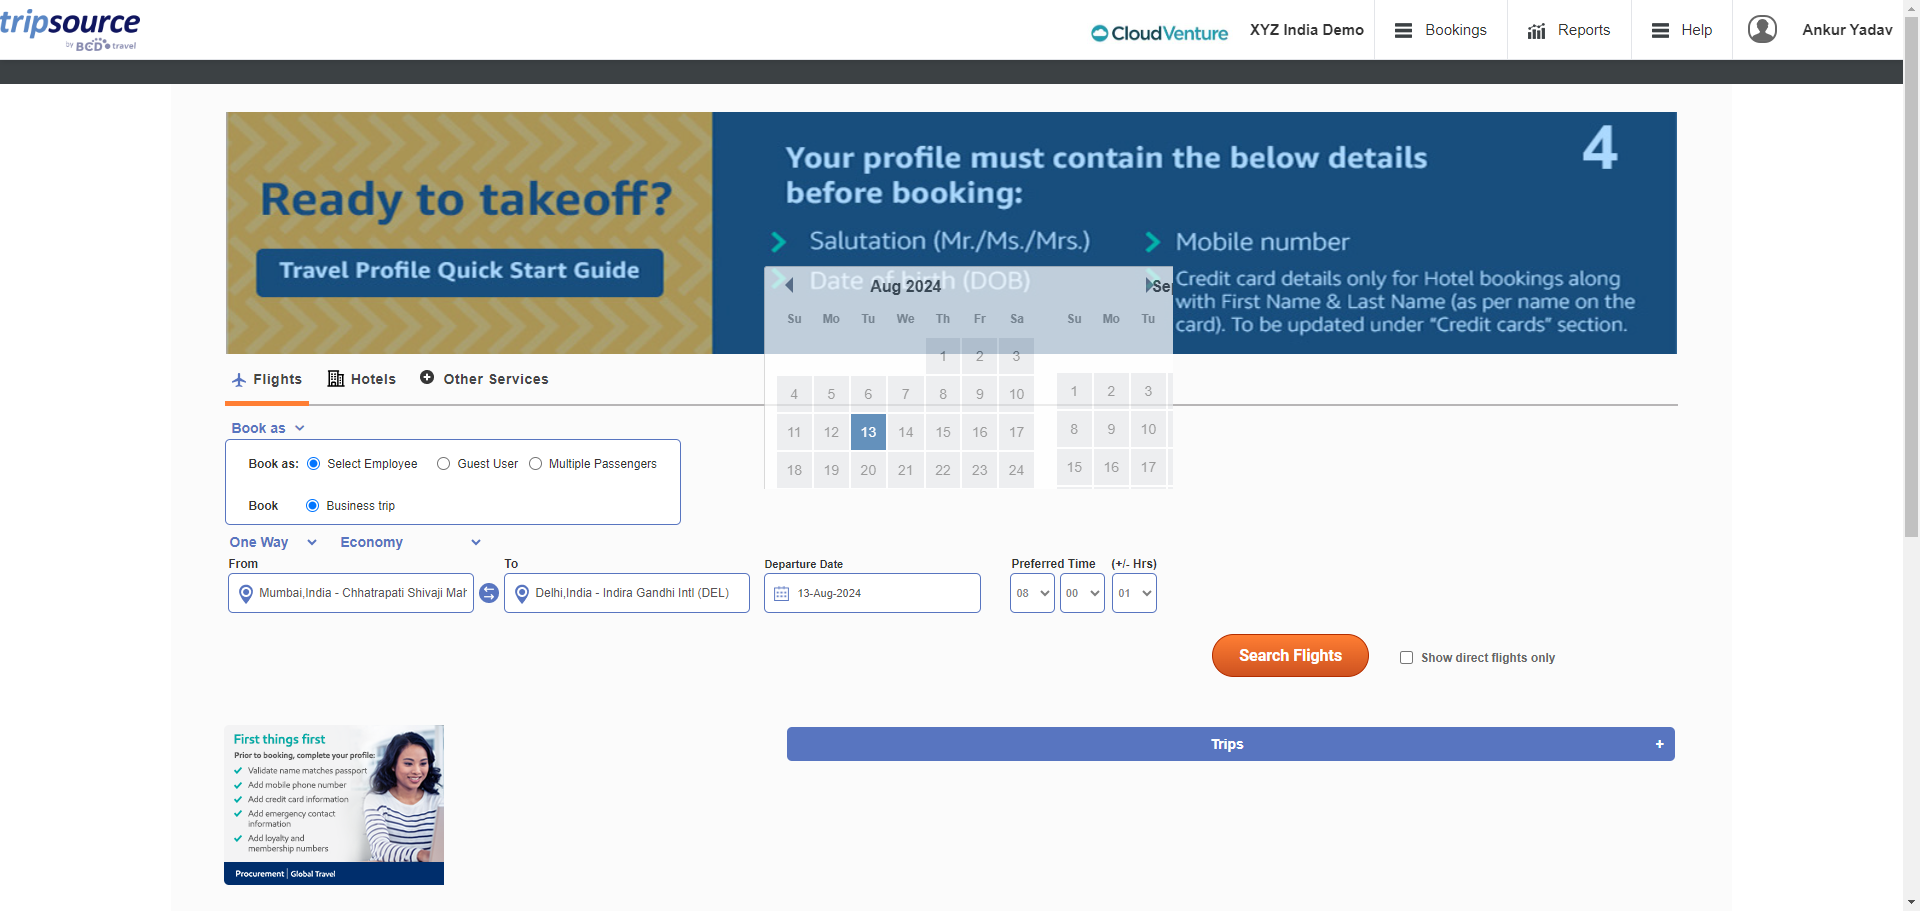 tripsource
by BCD travel
CloudVenture
XYZ India Demo
Bookings
Reports
Help
Ankur Yadav
Ready to takeoff?
Travel Profile Quick Start Guide
Your profile must contain the below details
before booking:
4
Salutation (Mr./Ms./Mrs.)
Mobile number
Date of birth (DOB)
Credit card details only for Hotel bookings along
with First Name & Last Name (as per name on the
card). To be updated under “Credit cards” section.
Aug 2024
Sep
Su Mo Tu We Th Fr Sa
1 2 3
4 5 6 7 8 9 10
11 12 13 14 15 16 17
18 19 20 21 22 23 24
Su Mo Tu
1 2 3
8 9 10
15 16 17
Flights
Hotels
Other Services
Book as
Book as: Select Employee Guest User Multiple Passengers
Book Business trip
One Way Economy
From
To
Departure Date
Preferred Time (+/- Hrs)
Mumbai,India - Chhatrapati Shivaji Mah
Delhi,India - Indira Gandhi Intl (DEL)
13-Aug-2024
08 00 01
Search Flights
Show direct flights only
Trips +
First things first
Prior to booking, complete your profile:
Validate name matches passport
Add mobile phone number
Add credit card information
Add emergency contact
information
Add loyalty and
membership numbers
Procurement | Global Travel